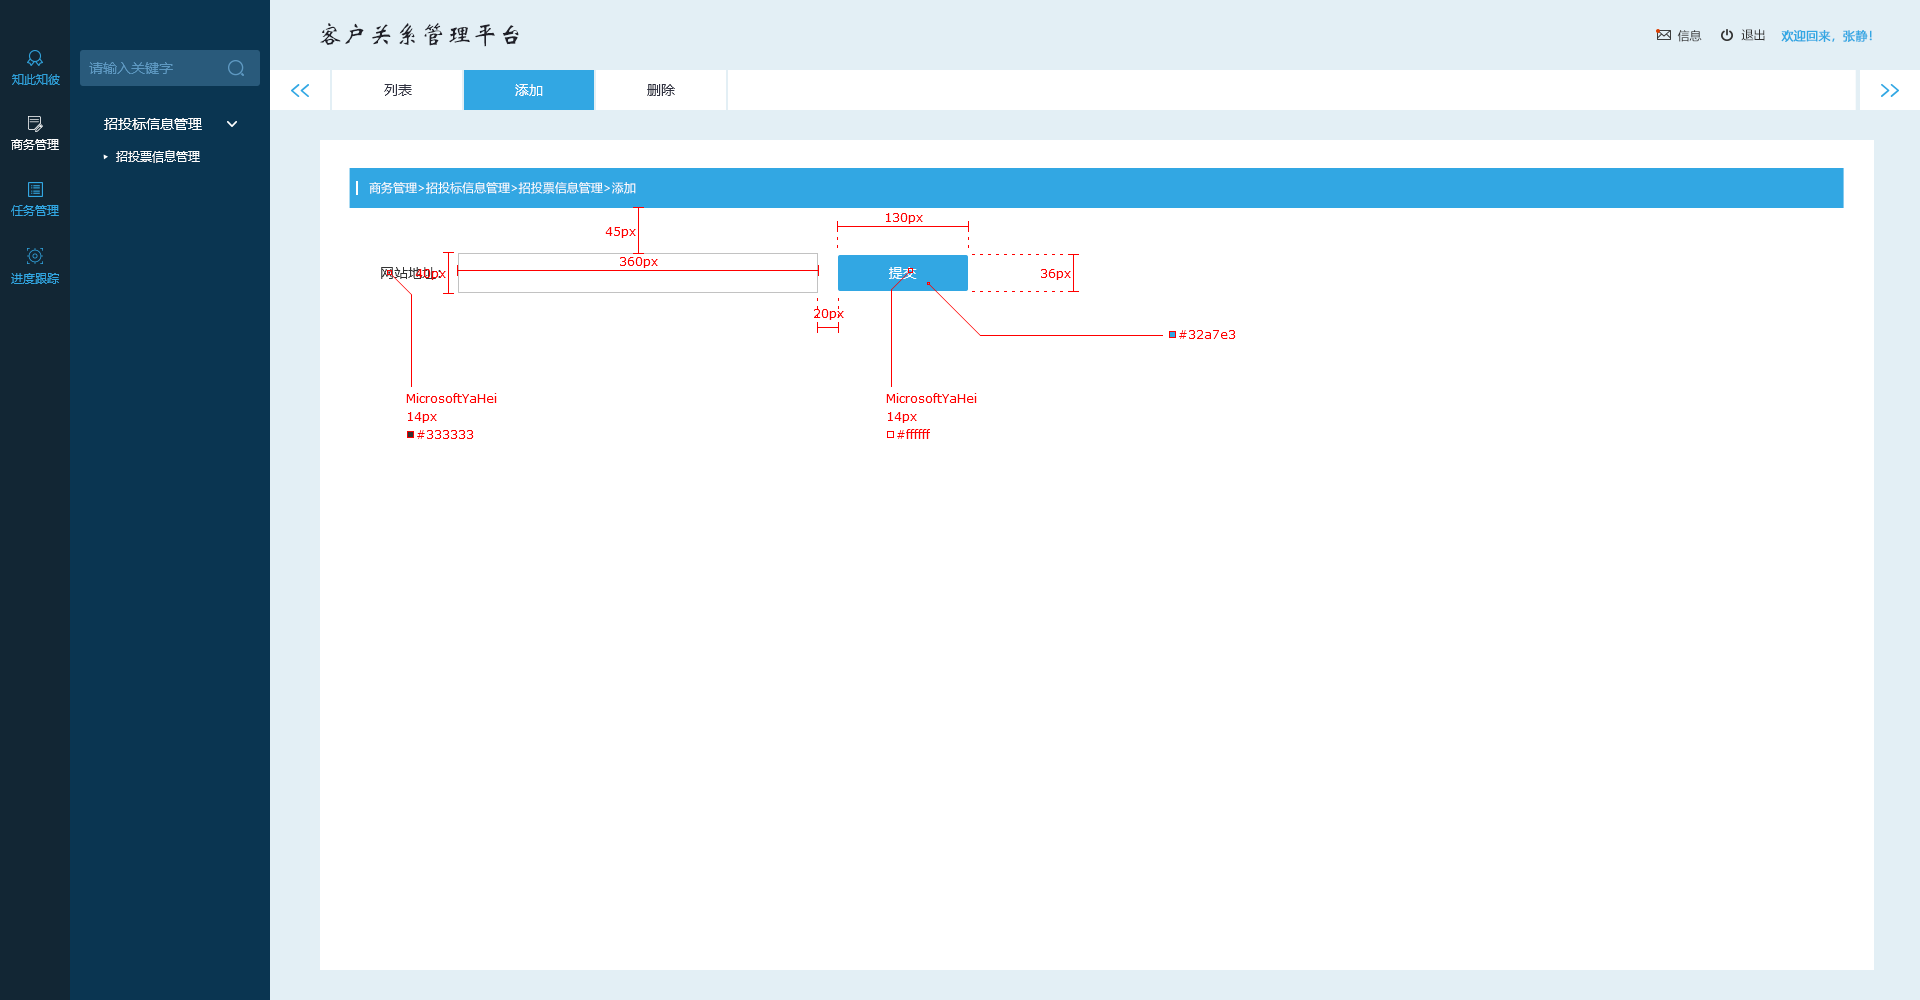 客户关系管理平台
信息
退出
欢迎回来，张静！
知此知彼
商务管理
任务管理
进度跟踪
请输入关键字
招投标信息管理
招投票信息管理
列表
添加
删除
商务管理>招投标信息管理>招投票信息管理>添加
45px
130px
网站地址:
360px
提交
36px
20px
#32a7e3
MicrosoftYaHei
14px
#333333
MicrosoftYaHei
14px
#ffffff